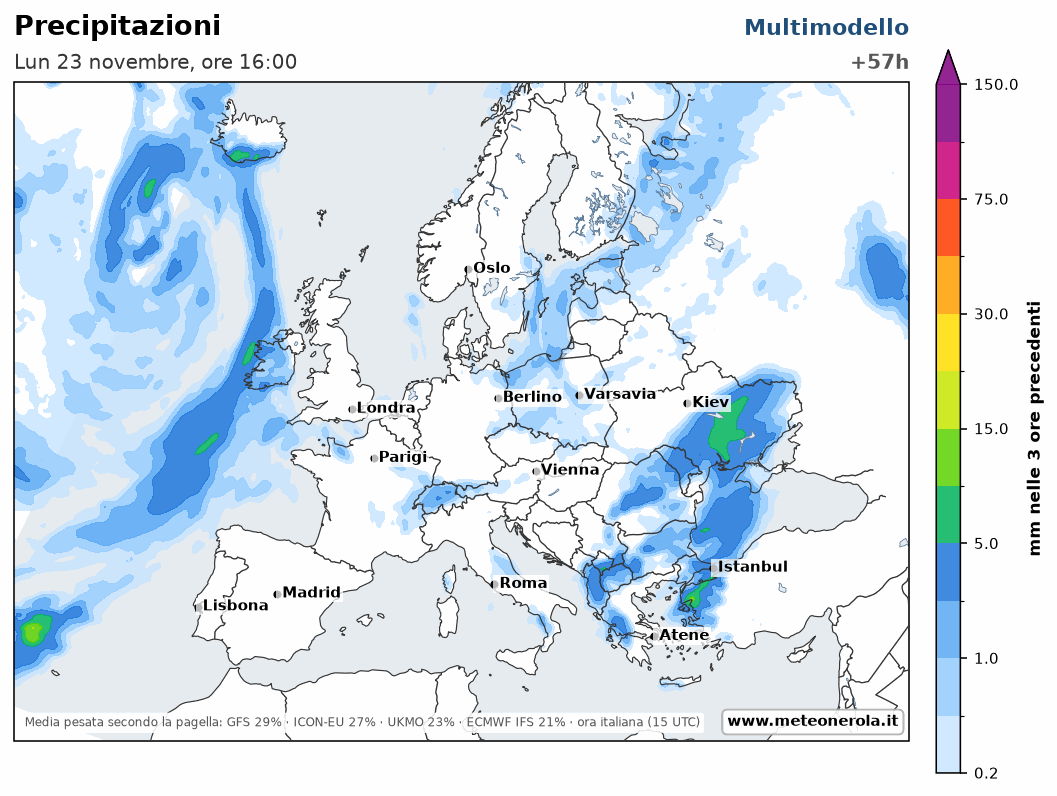 Precipitazioni
Multimodello
Lun 23 novembre, ore 16:00
+57h
150.0
75.0
30.0
15.0
5.0
1.0
0.2
mm nelle 3 ore precedenti
Oslo
Berlino
Varsavia
Kiev
Londra
Parigi
Vienna
Istanbul
Roma
Madrid
Lisbona
Atene
Media pesata secondo la pagella: GFS 29% · ICON-EU 27% · UKMO 23% · ECMWF IFS 21% · ora italiana (15 UTC)
www.meteonerola.it